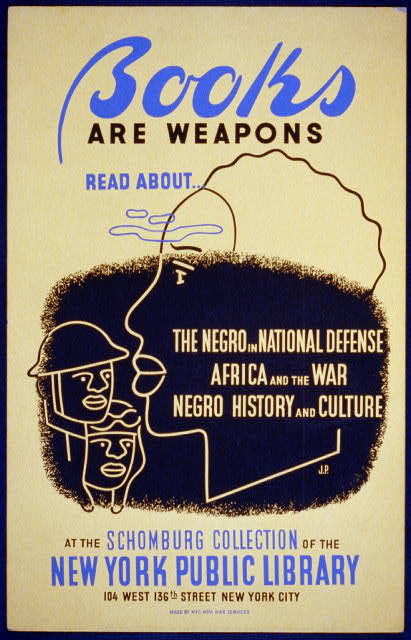 Books
ARE WEAPONS
READ ABOUT...
THE NEGRO IN NATIONAL DEFENSE
AFRICA AND THE WAR
NEGRO HISTORY AND CULTURE
J.P.
AT THE SCHOMBURG COLLECTION OF THE
NEW YORK PUBLIC LIBRARY
104 WEST 136th STREET NEW YORK CITY
MADE BY NYC WPA WAR SERVICES